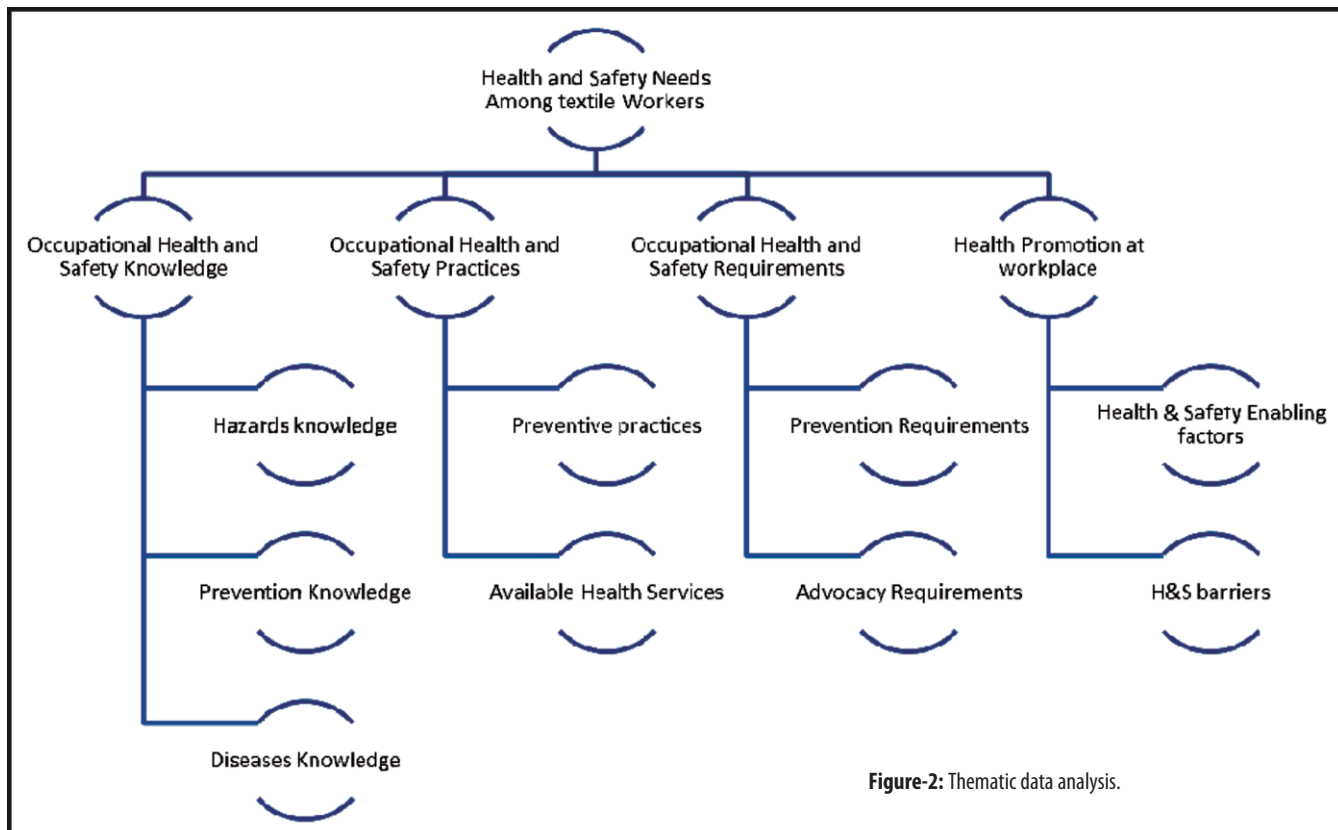 Health and Safety Needs
Among textile Workers
Occupational Health and
Safety Knowledge
Occupational Health and
Safety Practices
Occupational Health and
Safety Requirements
Health Promotion at
workplace
Hazards knowledge
Preventive practices
Prevention Requirements
Health & Safety Enabling
factors
Prevention Knowledge
Available Health Services
Advocacy Requirements
H&S barriers
Diseases Knowledge
Figure-2: Thematic data analysis.